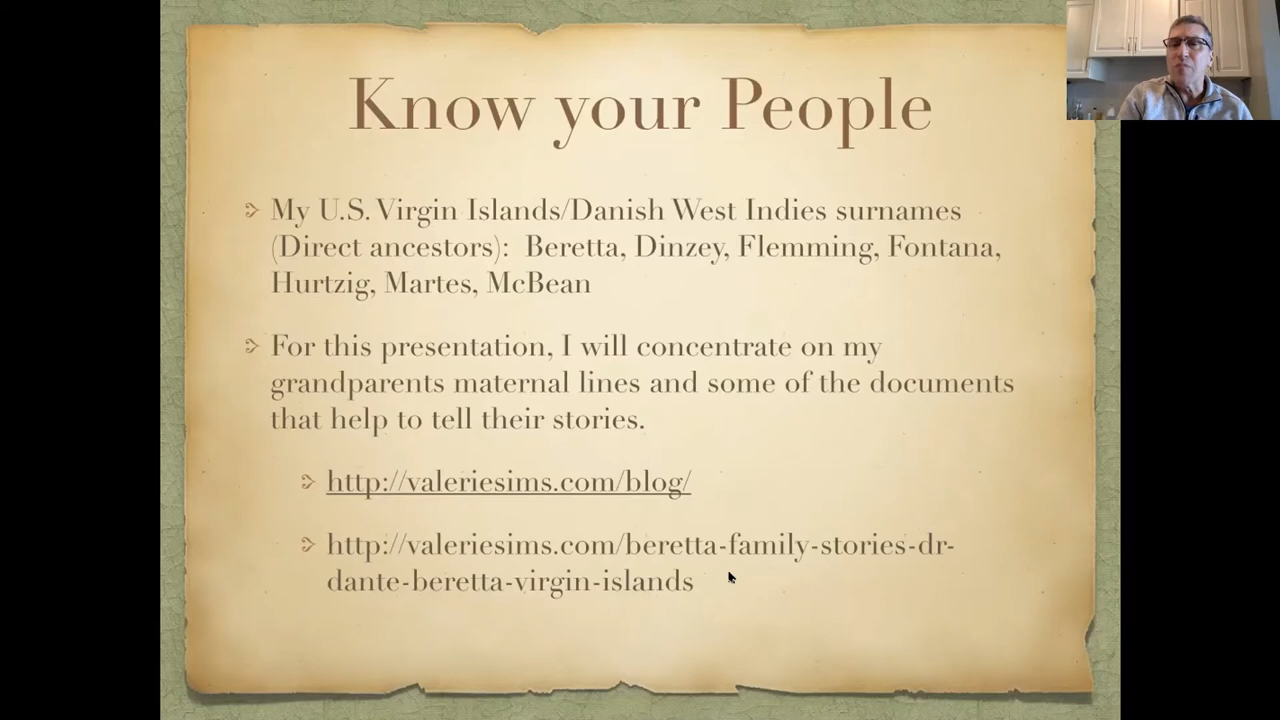 Know your People
My U.S. Virgin Islands/Danish West Indies surnames
(Direct ancestors):  Beretta, Dinzey, Flemming, Fontana,
Hurtzig, Martes, McBean
For this presentation, I will concentrate on my
grandparents maternal lines and some of the documents
that help to tell their stories.
http://valeriesims.com/blog/
http://valeriesims.com/beretta-family-stories-dr-
dante-beretta-virgin-islands